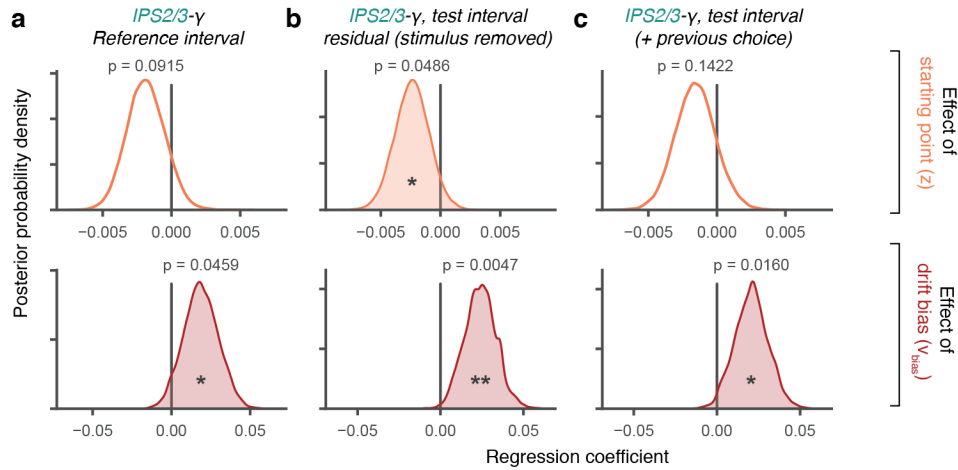 a
IPS2/3-γ
Reference interval
b
IPS2/3-γ, test interval
residual (stimulus removed)
c
IPS2/3-γ, test interval
(+ previous choice)
Posterior probability density
p = 0.0915
−0.005 0.000 0.005
p = 0.0486
*
−0.005 0.000 0.005
p = 0.1422
−0.005 0.000 0.005
Effect of
starting point (z)
p = 0.0459
*
−0.05 0.00 0.05
p = 0.0047
**
−0.05 0.00 0.05
p = 0.0160
*
−0.05 0.00 0.05
Effect of
drift bias (vbias)
Regression coefficient